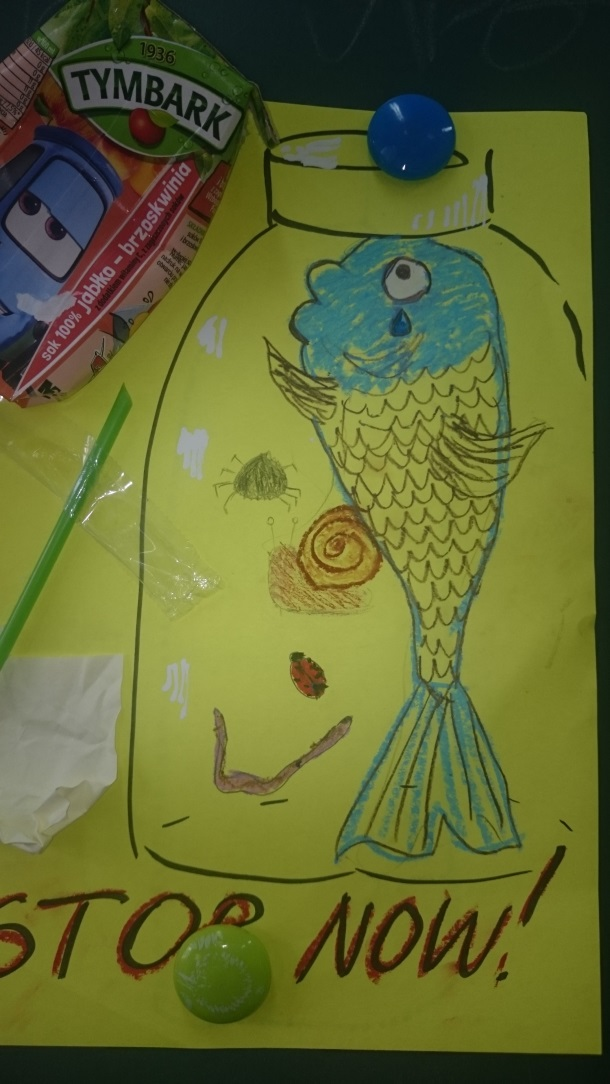 1936
TYMBARK
sok 100% jabłko – brzoskwinia
STOP NOW!